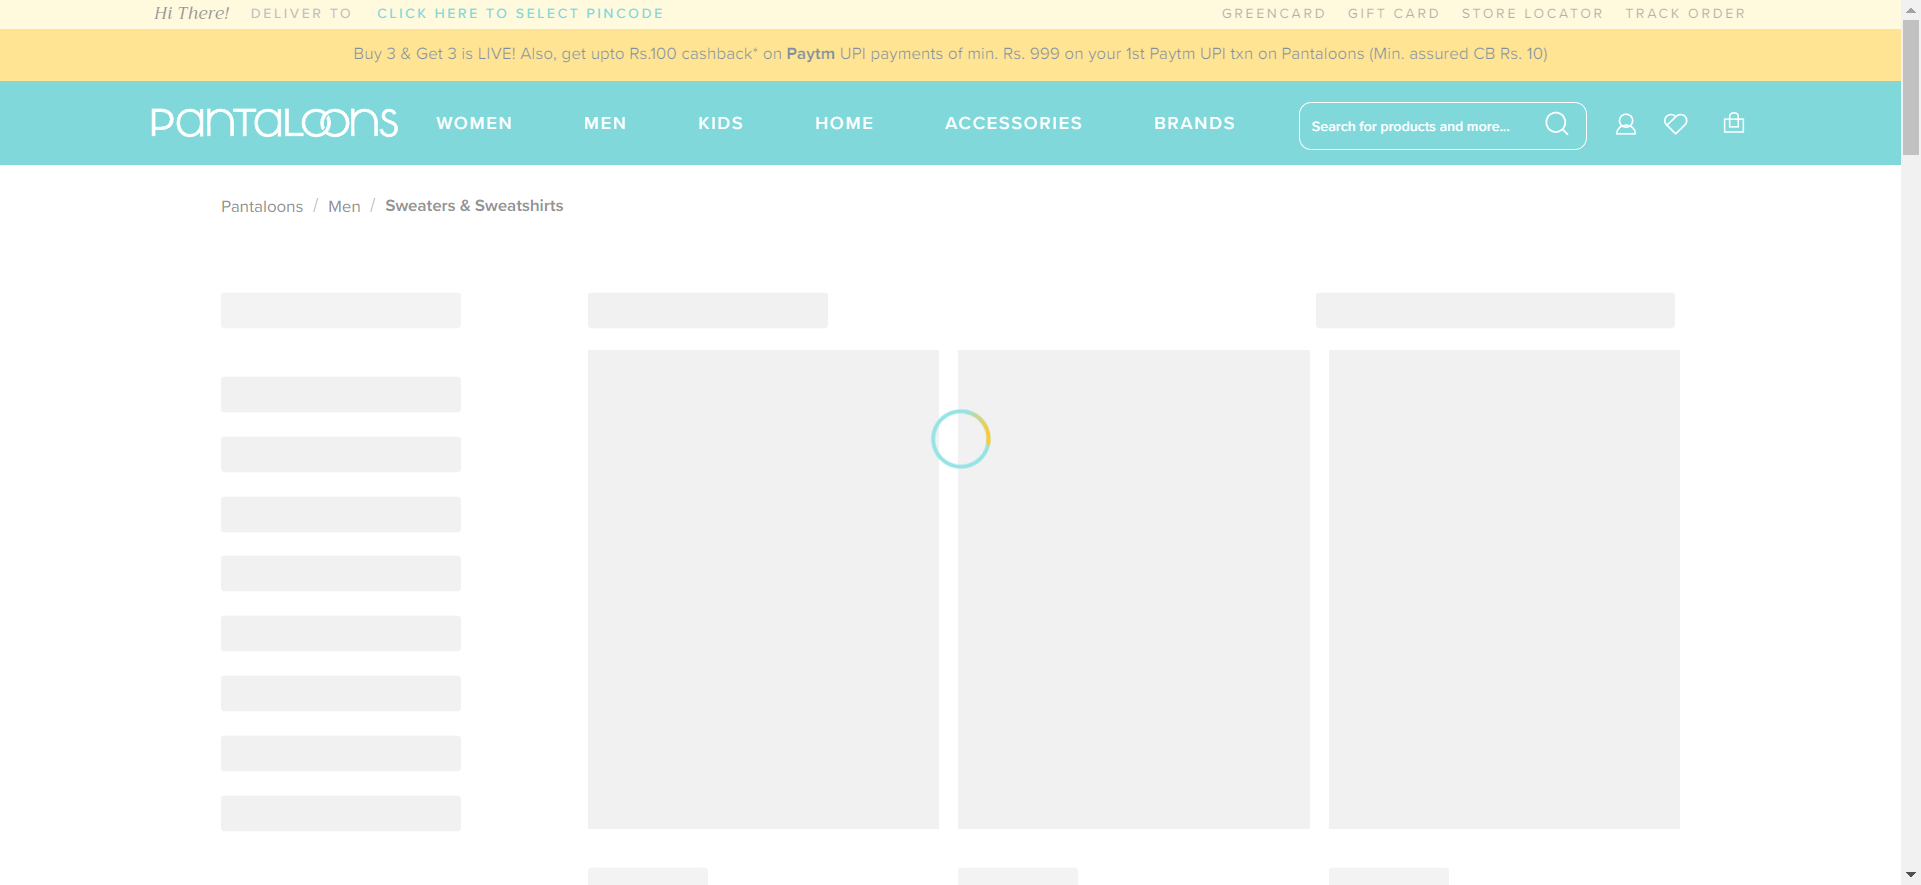 Hi There! DELIVER TO CLICK HERE TO SELECT PINCODE GREENCARD GIFT CARD STORE LOCATOR TRACK ORDER
Buy 3 & Get 3 is LIVE! Also, get upto Rs.100 cashback* on Paytm UPI payments of min. Rs. 999 on your 1st Paytm UPI txn on Pantaloons (Min. assured CB Rs. 10)
PANTALOONS WOMEN MEN KIDS HOME ACCESSORIES BRANDS Search for products and more...
Pantaloons / Men / Sweaters & Sweatshirts